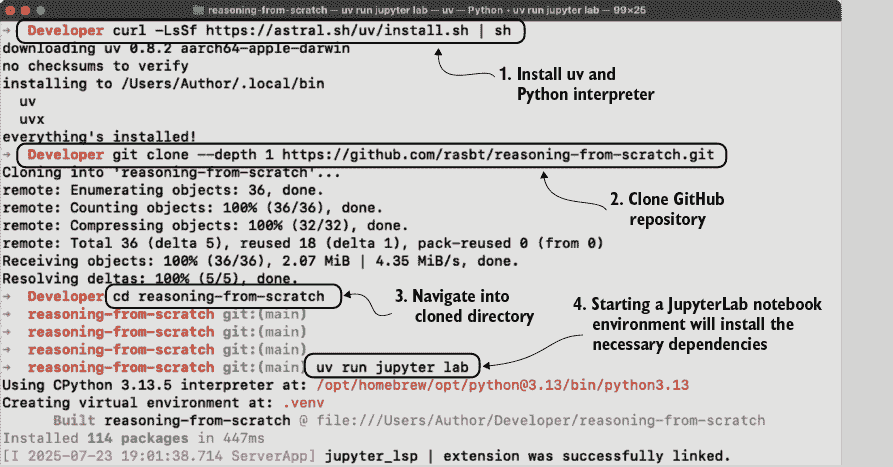 reasoning-from-scratch — uv run jupyter lab — uv — Python • uv run jupyter lab — 99×25
→ Developer curl -LsSf https://astral.sh/uv/install.sh | sh
downloading uv 0.8.2 aarch64-apple-darwin
no checksums to verify
installing to /Users/Author/.local/bin
uv
uvx
everything's installed!
1. Install uv and
Python interpreter
→ Developer git clone --depth 1 https://github.com/rasbt/reasoning-from-scratch.git
Cloning into 'reasoning-from-scratch'...
remote: Enumerating objects: 36, done.
remote: Counting objects: 100% (36/36), done.
remote: Compressing objects: 100% (32/32), done.
remote: Total 36 (delta 5), reused 18 (delta 1), pack-reused 0 (from 0)
Receiving objects: 100% (36/36), 2.07 MiB | 4.35 MiB/s, done.
Resolving deltas: 100% (5/5), done.
2. Clone GitHub
repository
→ Developer cd reasoning-from-scratch
3. Navigate into
cloned directory
→ reasoning-from-scratch git:(main)
→ reasoning-from-scratch git:(main)
→ reasoning-from-scratch git:(main)
→ reasoning-from-scratch git:(main) uv run jupyter lab
4. Starting a JupyterLab notebook
environment will install the
necessary dependencies
Using CPython 3.13.5 interpreter at: /opt/homebrew/opt/python@3.13/bin/python3.13
Creating virtual environment at: .venv
Built reasoning-from-scratch @ file:///Users/Author/Developer/reasoning-from-scratch
Installed 114 packages in 447ms
[I 2025-07-23 19:01:38.714 ServerApp] jupyter_lsp | extension was successfully linked.